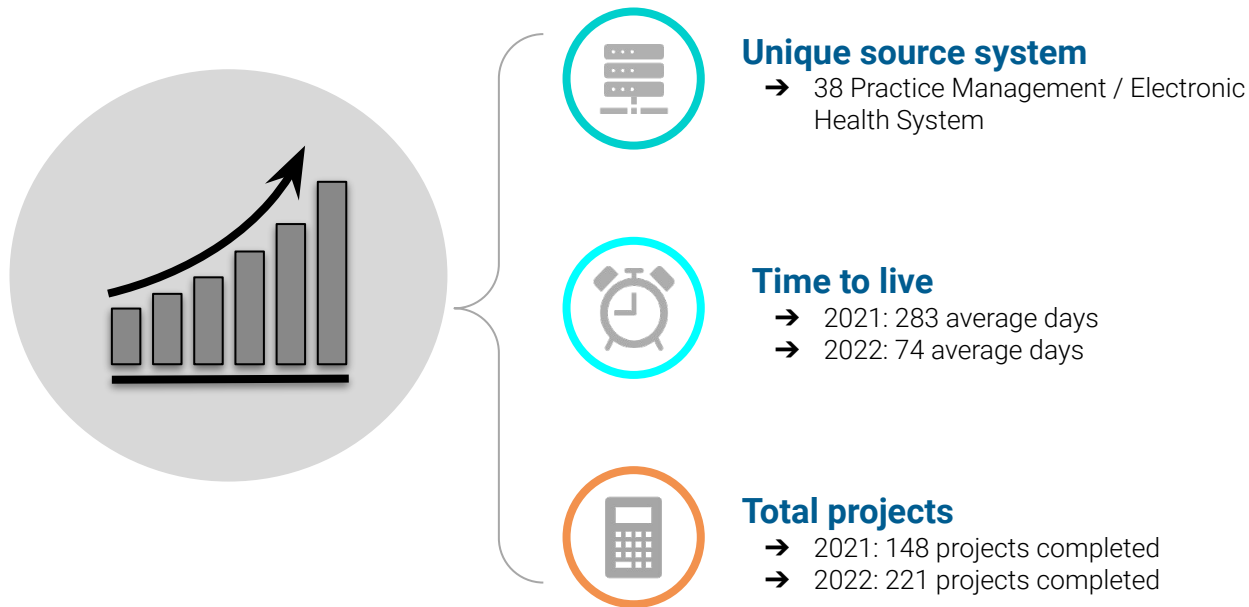 Unique source system
➔ 38 Practice Management / Electronic
Health System
Time to live
➔ 2021: 283 average days
➔ 2022: 74 average days
Total projects
➔ 2021: 148 projects completed
➔ 2022: 221 projects completed